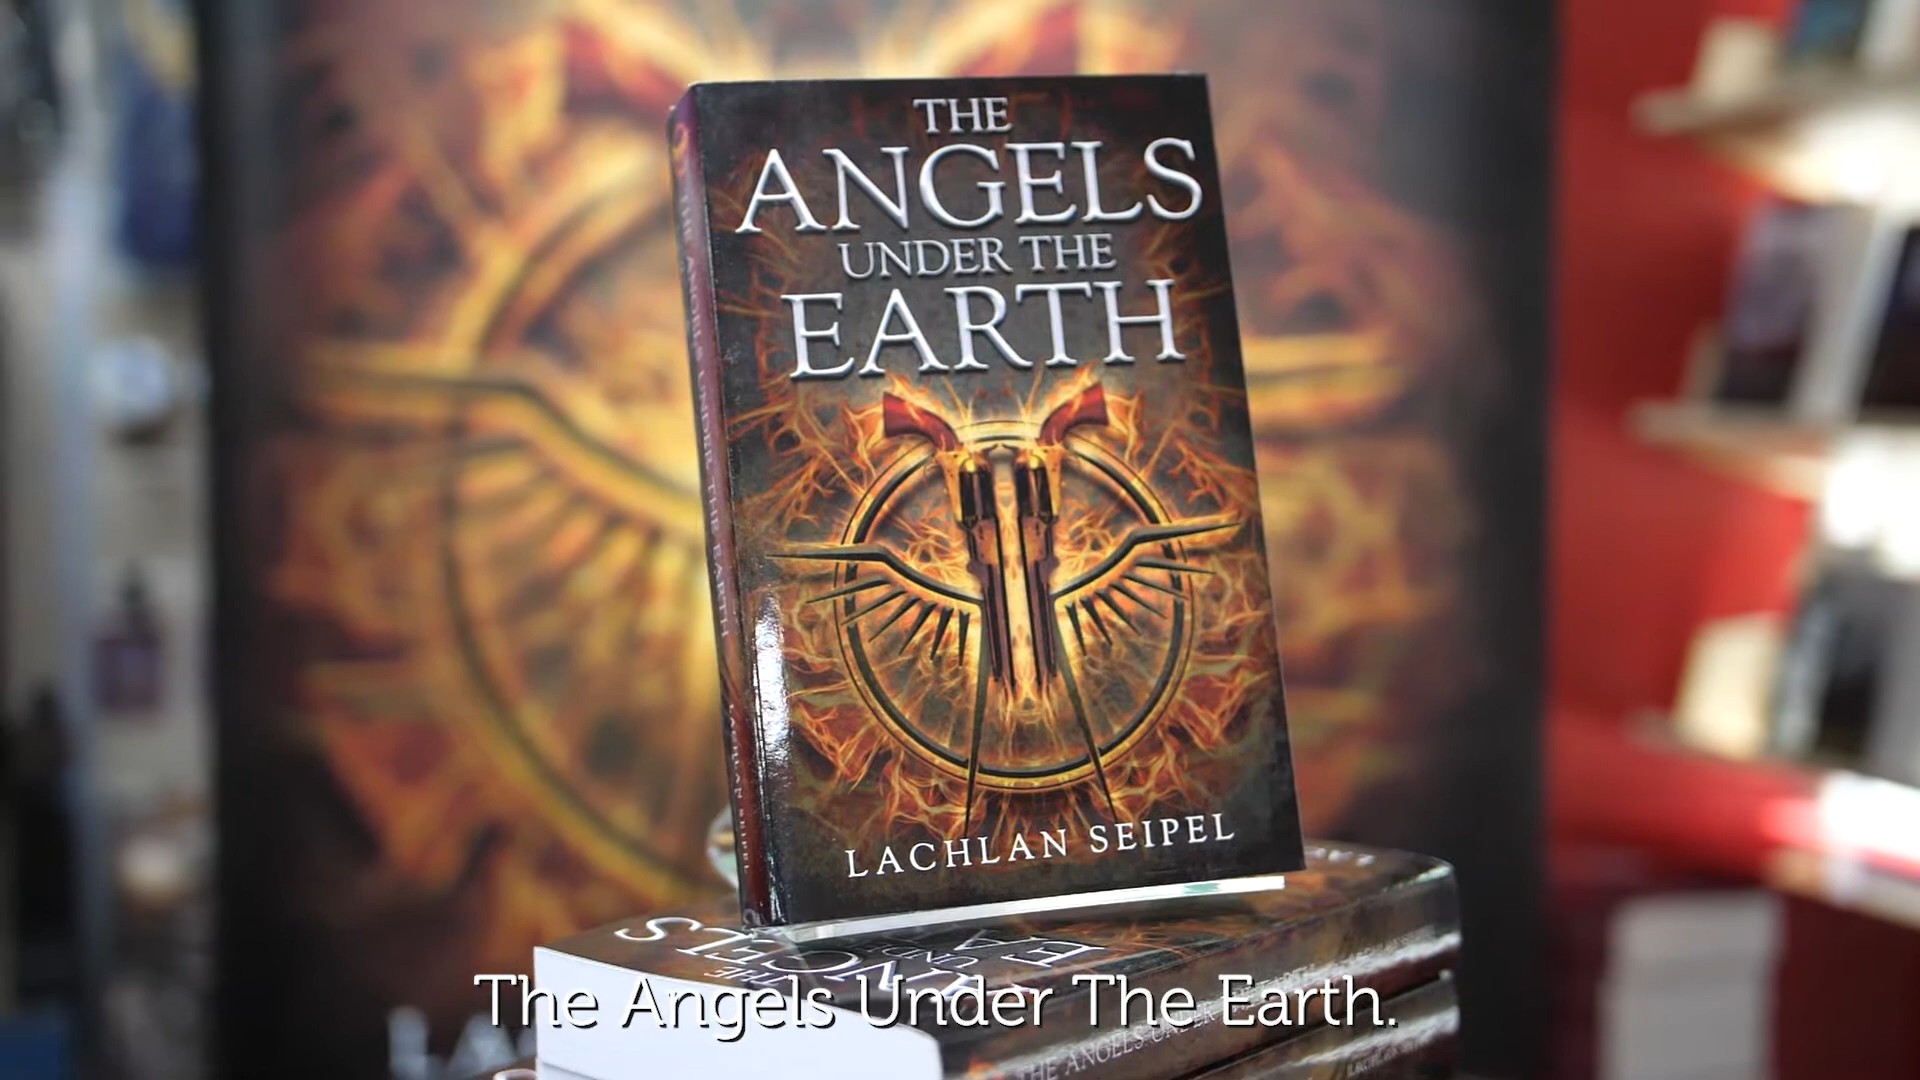 THE
ANGELS
UNDER THE
EARTH
LACHLAN SEIPEL
THE ANGELS UNDER THE EARTH
LACHLAN SEIPEL
The Angels Under The Earth.